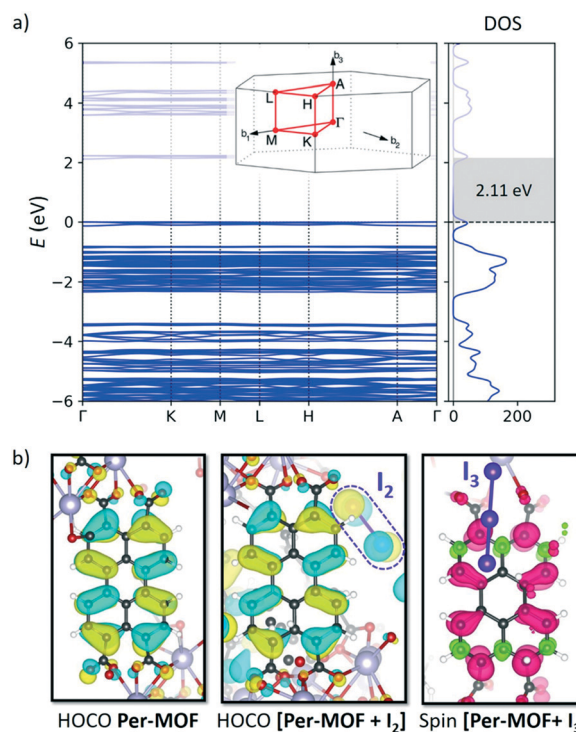 a)
DOS
6
4
2
0
−2
−4
−6
E (eV)
b₃
A
L
H
Γ
M
K
b₁
b₂
2.11 eV
Γ K M L H A Γ
0 200
b)
I₂
I₃
HOCO Per-MOF
HOCO [Per-MOF + I₂]
Spin [Per-MOF+ I₃